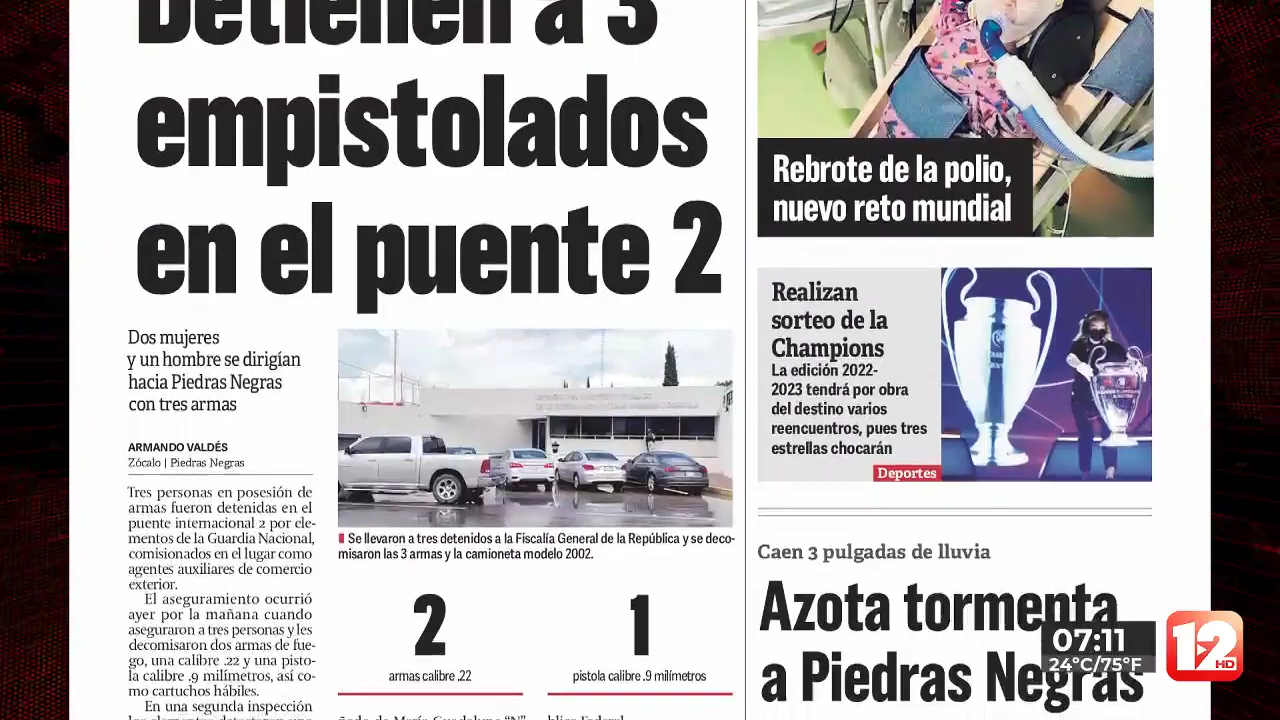 Detienen a 3
empistolados
en el puente 2
Dos mujeres
y un hombre se dirigían
hacia Piedras Negras
con tres armas
ARMANDO VALDÉS
Zócalo | Piedras Negras
Tres personas en posesión de
armas fueron detenidas en el
puente internacional 2 por ele-
mentos de la Guardia Nacional,
comisionados en el lugar como
agentes auxiliares de comercio
exterior.
El aseguramiento ocurrió
ayer por la mañana cuando
aseguraron a tres personas y les
decomisaron dos armas de fue-
go, una calibre .22 y una pisto-
la calibre .9 milímetros, así co-
mo cartuchos hábiles.
En una segunda inspección
Se llevaron a tres detenidos a la Fiscalía General de la República y se deco-
misaron las 3 armas y la camioneta modelo 2002.
2
armas calibre .22
1
pistola calibre .9 milímetros
Rebrote de la polio,
nuevo reto mundial
Realizan
sorteo de la
Champions
La edición 2022-
2023 tendrá por obra
del destino varios
reencuentros, pues tres
estrellas chocarán
Deportes
Caen 3 pulgadas de lluvia
Azota tormenta
a Piedras Negras
07:11
24°C/75°F
12
HD